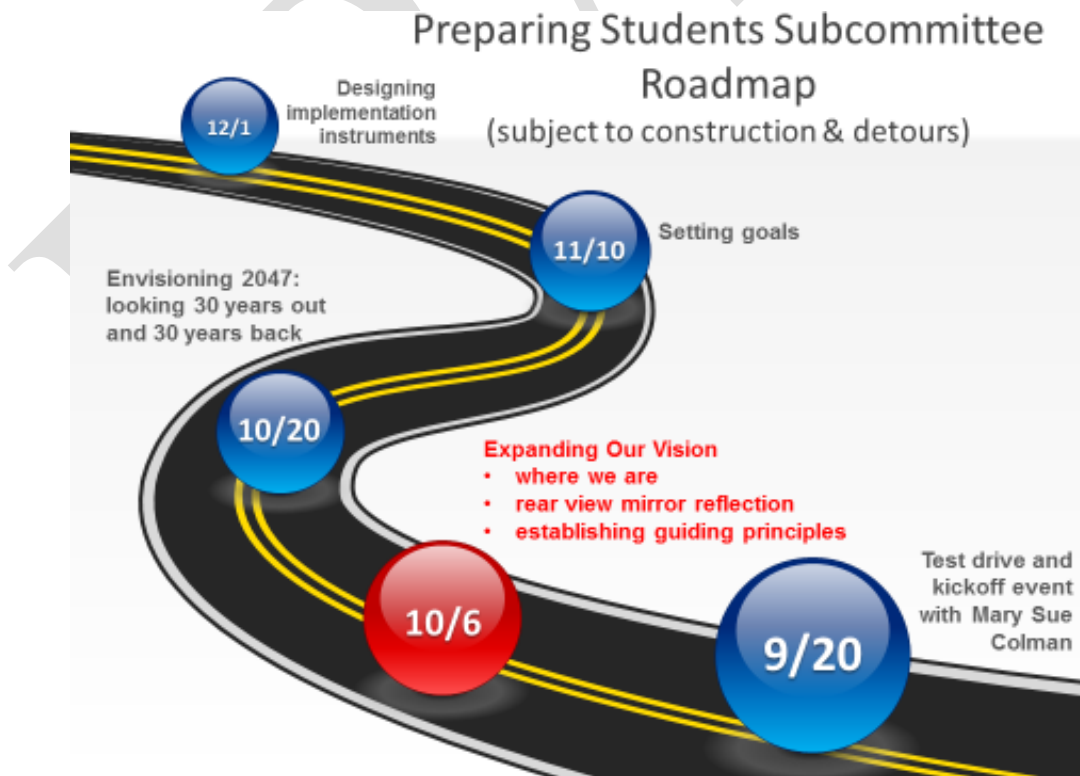 Preparing Students Subcommittee
Roadmap
(subject to construction & detours)
12/1
Designing
implementation
instruments
11/10
Setting goals
Envisioning 2047:
looking 30 years out
and 30 years back
10/20
Expanding Our Vision
• where we are
• rear view mirror reflection
• establishing guiding principles
10/6
Test drive and
kickoff event
with Mary Sue
Colman
9/20